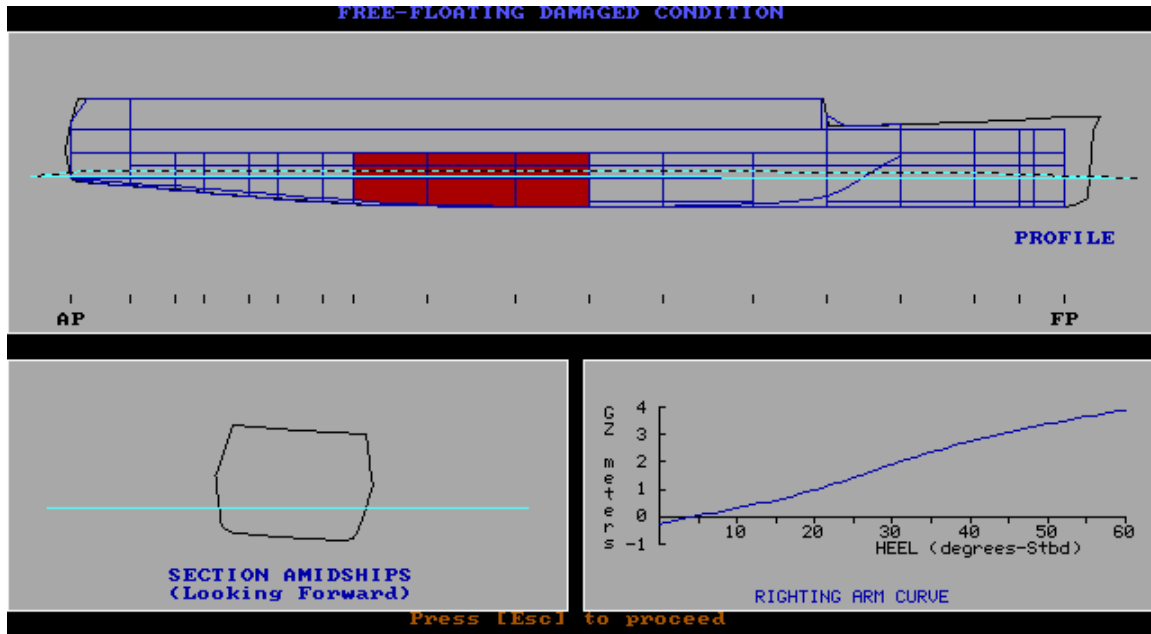 FREE-FLOATING DAMAGED CONDITION
PROFILE
AP
FP
SECTION AMIDSHIPS
(Looking Forward)
GZ meters
4
3
2
1
0
-1
10 20 30 40 50 60
HEEL (degrees-Stbd)
RIGHTING ARM CURVE
Press [Esc] to proceed